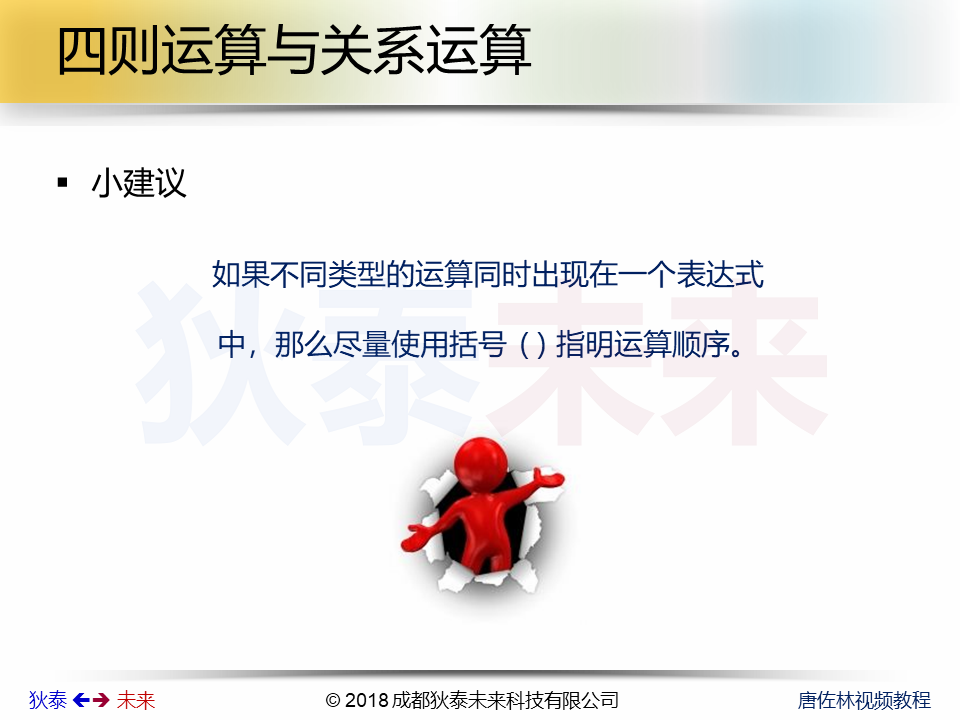 四则运算与关系运算
▪ 小建议
如果不同类型的运算同时出现在一个表达式
中，那么尽量使用括号 ( ) 指明运算顺序。
狄泰未来
狄泰 🡸🡺 未来
© 2018 成都狄泰未来科技有限公司
唐佐林视频教程